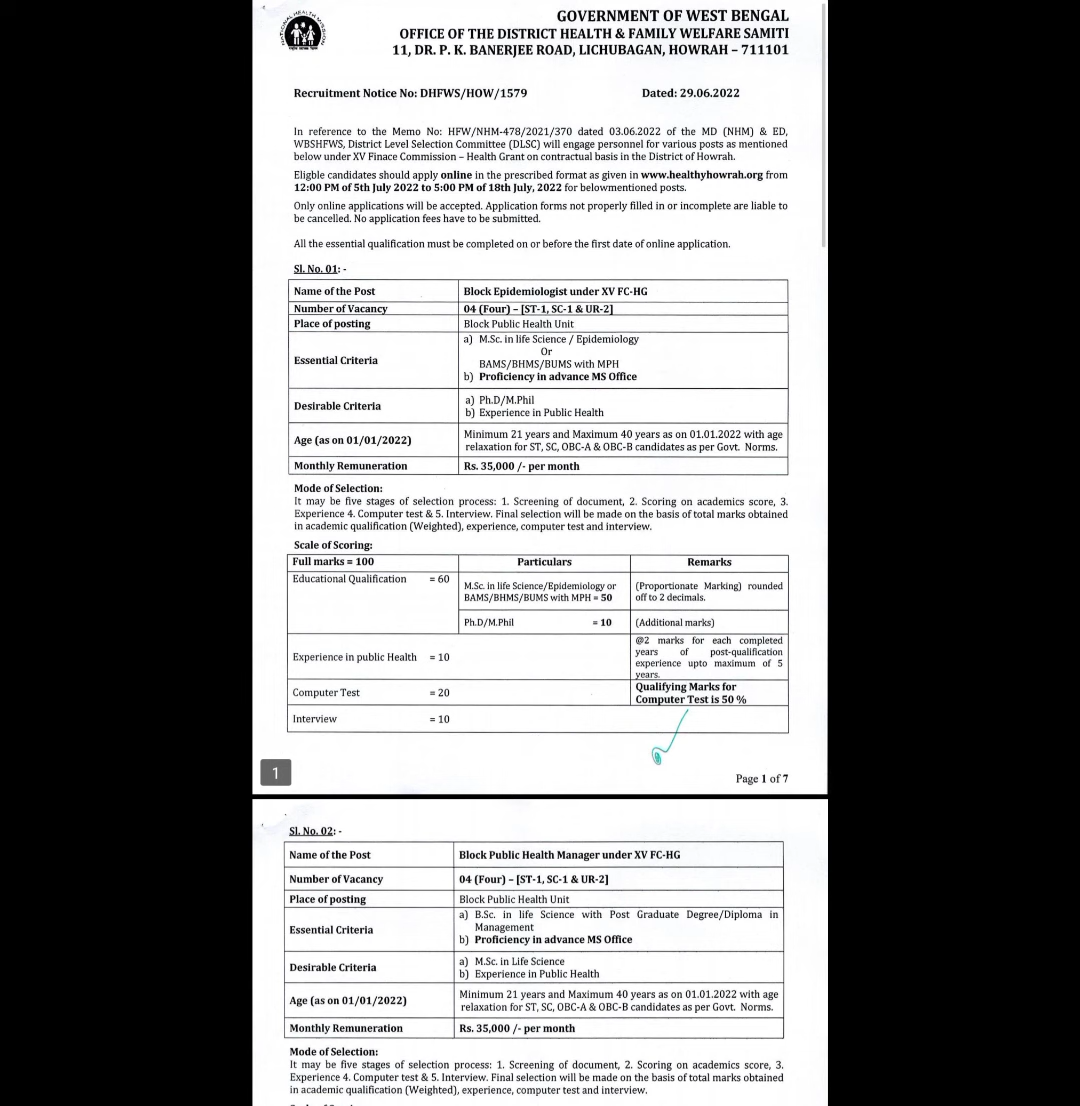 NATIONAL HEALTH MISSION
GOVERNMENT OF WEST BENGAL
OFFICE OF THE DISTRICT HEALTH & FAMILY WELFARE SAMITI
11, DR. P. K. BANERJEE ROAD, LICHUBAGAN, HOWRAH – 711101
Recruitment Notice No: DHFWS/HOW/1579 Dated: 29.06.2022
In reference to the Memo No: HFW/NHM-478/2021/370 dated 03.06.2022 of the MD (NHM) & ED,
WBSHFWS, District Level Selection Committee (DLSC) will engage personnel for various posts as mentioned
below under XV Finace Commission – Health Grant on contractual basis in the District of Howrah.
Eligble candidates should apply online in the prescribed format as given in www.healthyhowrah.org from
12:00 PM of 5th July 2022 to 5:00 PM of 18th July, 2022 for belowmentioned posts.
Only online applications will be accepted. Application forms not properly filled in or incomplete are liable to
be cancelled. No application fees have to be submitted.
All the essential qualification must be completed on or before the first date of online application.
Sl. No. 01: -
Name of the Post Block Epidemiologist under XV FC-HG
Number of Vacancy 04 (Four) – [ST-1, SC-1 & UR-2]
Place of posting Block Public Health Unit
Essential Criteria
a) M.Sc. in life Science / Epidemiology
Or
BAMS/BHMS/BUMS with MPH
b) Proficiency in advance MS Office
Desirable Criteria
a) Ph.D/M.Phil
b) Experience in Public Health
Age (as on 01/01/2022)
Minimum 21 years and Maximum 40 years as on 01.01.2022 with age
relaxation for ST, SC, OBC-A & OBC-B candidates as per Govt. Norms.
Monthly Remuneration Rs. 35,000 /- per month
Mode of Selection:
It may be five stages of selection process: 1. Screening of document, 2. Scoring on academics score, 3.
Experience 4. Computer test & 5. Interview. Final selection will be made on the basis of total marks obtained
in academic qualification (Weighted), experience, computer test and interview.
Scale of Scoring:
Full marks = 100 Particulars Remarks
Educational Qualification = 60
M.Sc. in life Science/Epidemiology or
BAMS/BHMS/BUMS with MPH = 50
(Proportionate Marking) rounded
off to 2 decimals.
Ph.D/M.Phil = 10 (Additional marks)
Experience in public Health = 10
@2 marks for each completed
years of post-qualification
experience upto maximum of 5
years.
Computer Test = 20
Qualifying Marks for
Computer Test is 50 %
Interview = 10
1
Page 1 of 7
Sl. No. 02: -
Name of the Post Block Public Health Manager under XV FC-HG
Number of Vacancy 04 (Four) – [ST-1, SC-1 & UR-2]
Place of posting Block Public Health Unit
Essential Criteria
a) B.Sc. in life Science with Post Graduate Degree/Diploma in
Management
b) Proficiency in advance MS Office
Desirable Criteria
a) M.Sc. in Life Science
b) Experience in Public Health
Age (as on 01/01/2022)
Minimum 21 years and Maximum 40 years as on 01.01.2022 with age
relaxation for ST, SC, OBC-A & OBC-B candidates as per Govt. Norms.
Monthly Remuneration Rs. 35,000 /- per month
Mode of Selection:
It may be five stages of selection process: 1. Screening of document, 2. Scoring on academics score, 3.
Experience 4. Computer test & 5. Interview. Final selection will be made on the basis of total marks obtained
in academic qualification (Weighted), experience, computer test and interview.